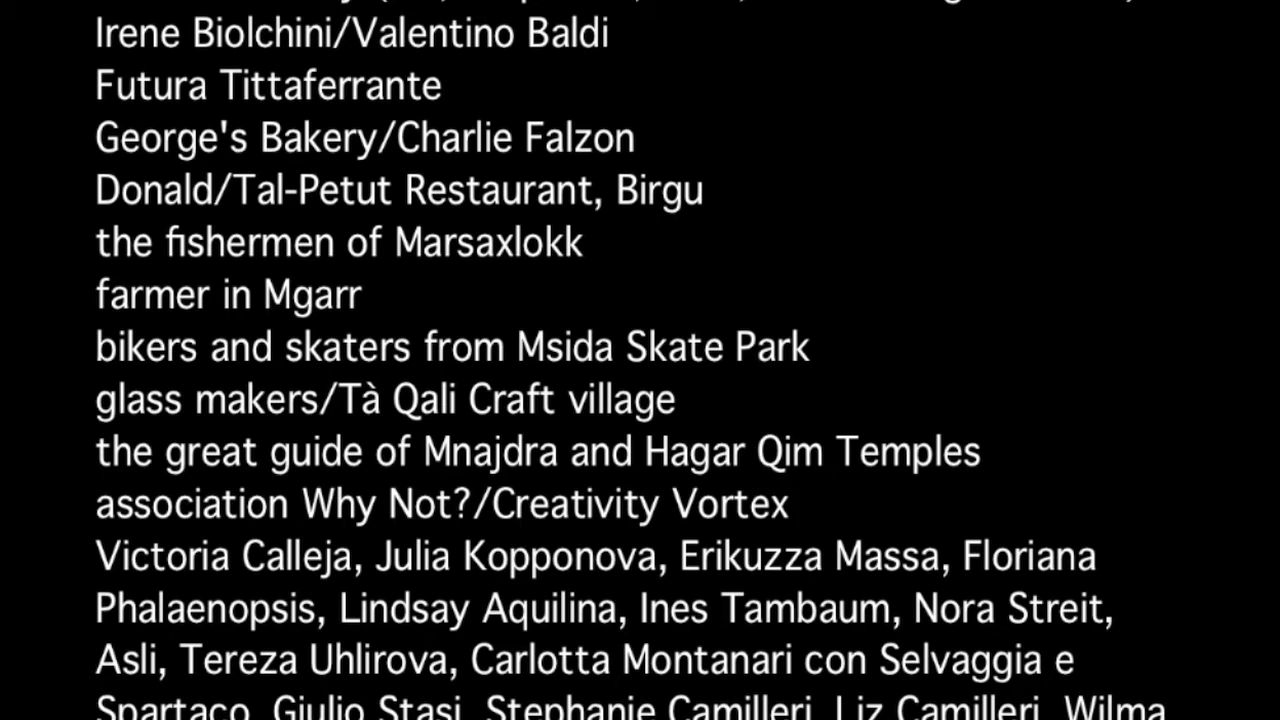 Irene Biolchini/Valentino Baldi
Futura Tittaferrante
George's Bakery/Charlie Falzon
Donald/Tal-Petut Restaurant, Birgu
the fishermen of Marsaxlokk
farmer in Mgarr
bikers and skaters from Msida Skate Park
glass makers/Tà Qali Craft village
the great guide of Mnajdra and Hagar Qim Temples
association Why Not?/Creativity Vortex
Victoria Calleja, Julia Kopponova, Erikuzza Massa, Floriana
Phalaenopsis, Lindsay Aquilina, Ines Tambaum, Nora Streit,
Asli, Tereza Uhlirova, Carlotta Montanari con Selvaggia e
Spartaco, Giulio Stasi, Stephanie Camilleri, Liz Camilleri, Wilma